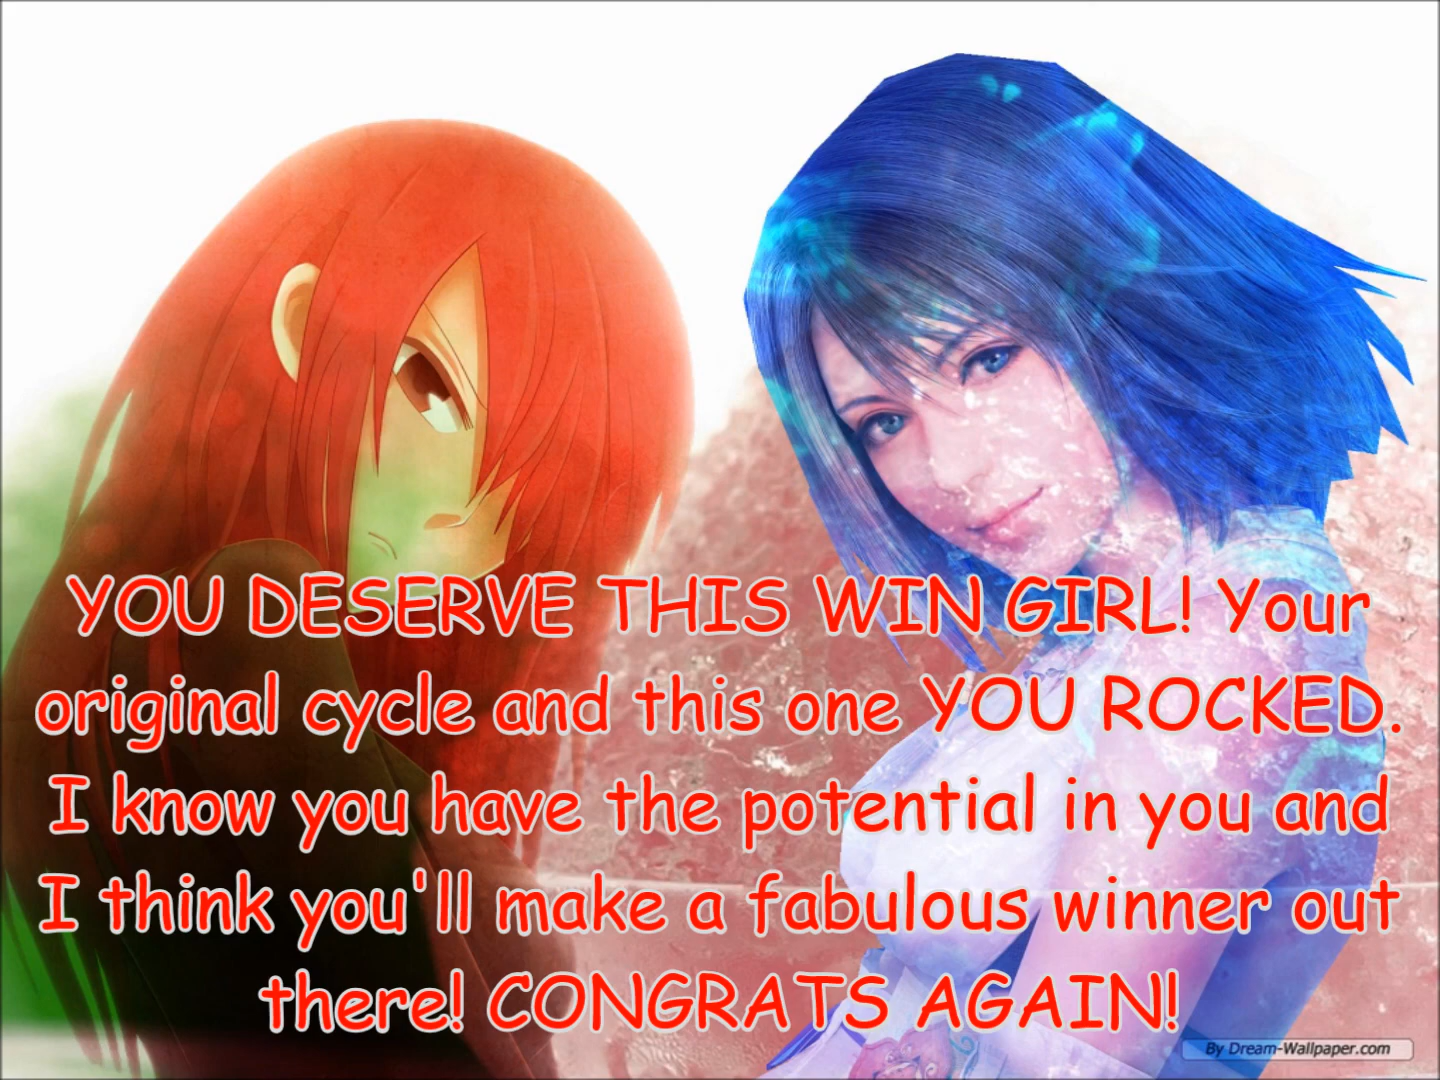 YOU DESERVE THIS WIN GIRL! Your
original cycle and this one YOU ROCKED.
I know you have the potential in you and
I think you'll make a fabulous winner out
there! CONGRATS AGAIN!
By Dream-Wallpaper.com